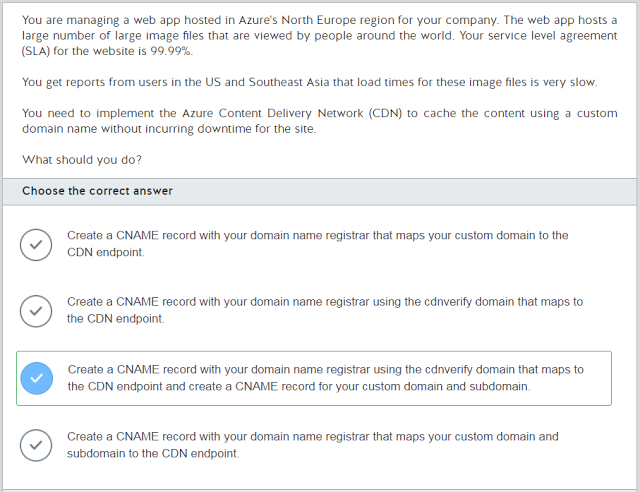 You are managing a web app hosted in Azure's North Europe region for your company. The web app hosts a
large number of large image files that are viewed by people around the world. Your service level agreement
(SLA) for the website is 99.99%.
You get reports from users in the US and Southeast Asia that load times for these image files is very slow.
You need to implement the Azure Content Delivery Network (CDN) to cache the content using a custom
domain name without incurring downtime for the site.
What should you do?
Choose the correct answer
Create a CNAME record with your domain name registrar that maps your custom domain to the
CDN endpoint.
Create a CNAME record with your domain name registrar using the cdnverify domain that maps to
the CDN endpoint.
Create a CNAME record with your domain name registrar using the cdnverify domain that maps to
the CDN endpoint and create a CNAME record for your custom domain and subdomain.
Create a CNAME record with your domain name registrar that maps your custom domain and
subdomain to the CDN endpoint.